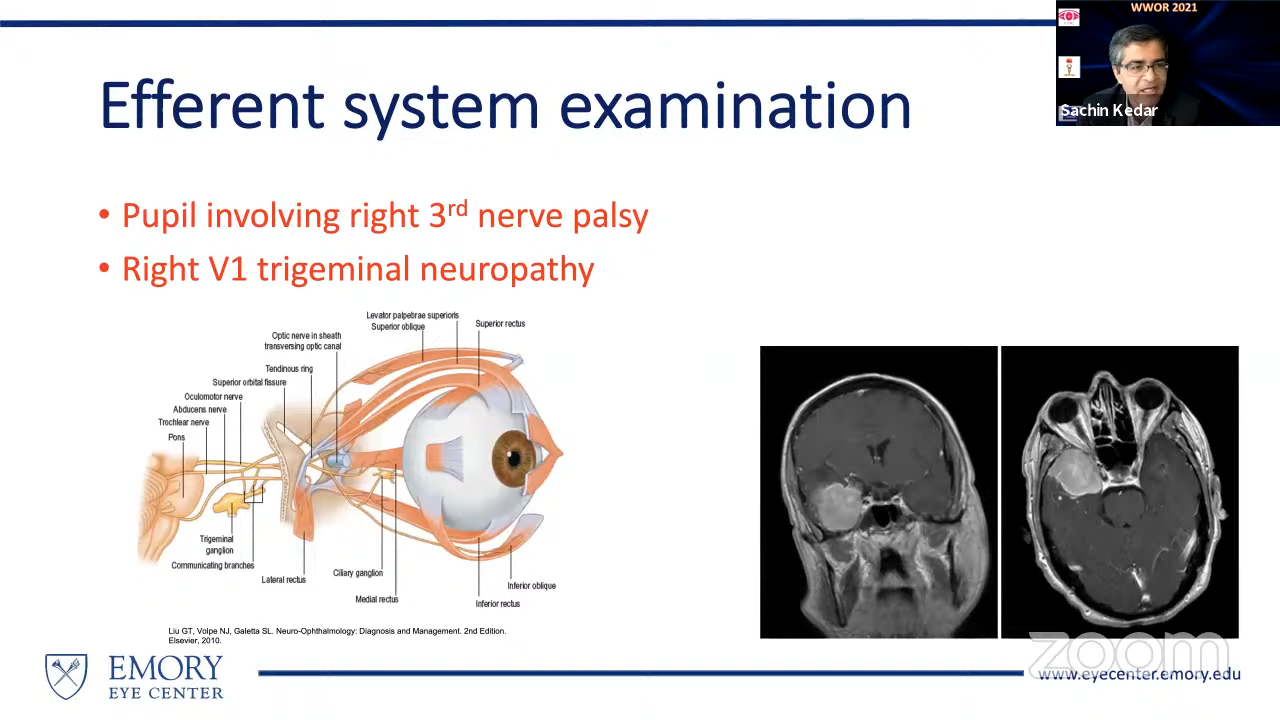 WWOR 2021
Sachin Kedar
Efferent system examination
• Pupil involving right 3rd nerve palsy
• Right V1 trigeminal neuropathy
Levator palpebrae superioris
Superior oblique
Superior rectus
Optic nerve in sheath
transversing optic canal
Tendinous ring
Superior orbital fissure
Oculomotor nerve
Abducens nerve
Trochlear nerve
Pons
Trigeminal
ganglion
Communicating branches
Lateral rectus
Ciliary ganglion
Medial rectus
Inferior oblique
Inferior rectus
Liu GT, Volpe NJ, Galetta SL. Neuro-Ophthalmology: Diagnosis and Management. 2nd Edition.
Elsevier, 2010.
EMORY
EYE CENTER
zoom
www.eyecenter.emory.edu